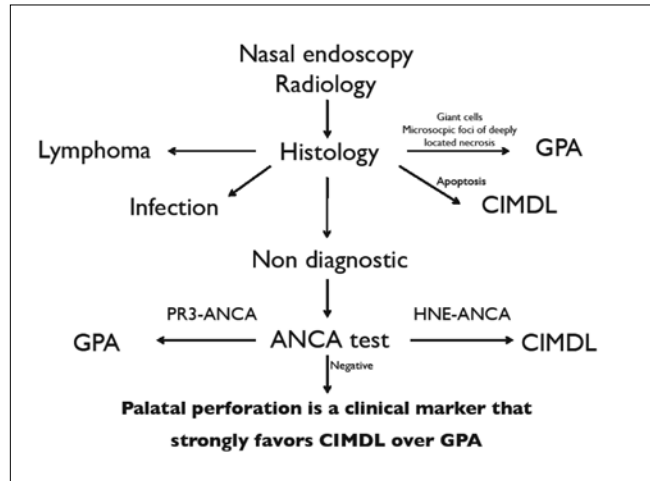 Nasal endoscopy
Radiology
Giant cells
Microsocpic foci of deeply
located necrosis
Lymphoma
Histology
GPA
Apoptosis
Infection
CIMDL
Non diagnostic
PR3-ANCA
HNE-ANCA
GPA
ANCA test
CIMDL
Negative
Palatal perforation is a clinical marker that
strongly favors CIMDL over GPA